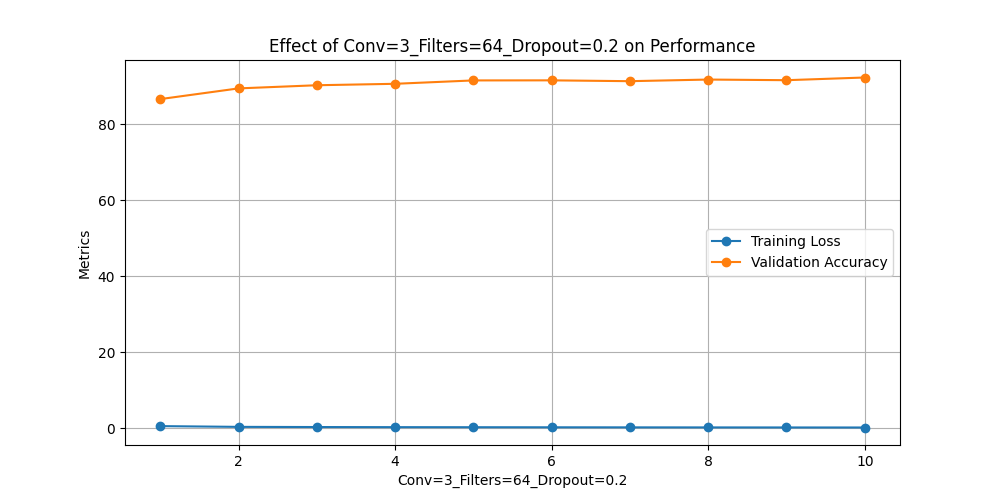 Effect of Conv=3_Filters=64_Dropout=0.2 on Performance
80
60
40
20
0
Metrics
Training Loss
Validation Accuracy
2
4
6
8
10
Conv=3_Filters=64_Dropout=0.2